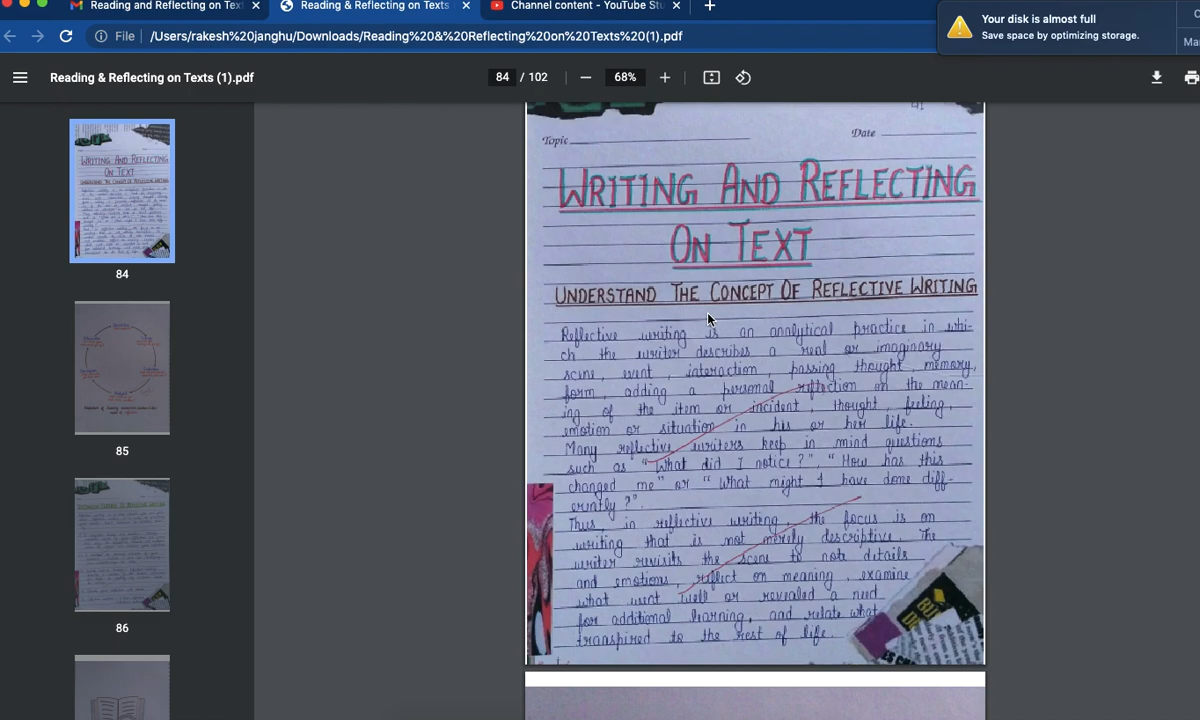 Reading and Reflecting on Tex
Reading & Reflecting on Texts
Channel content - YouTube Stu
File
/Users/rakesh%20janghu/Downloads/Reading%20&%20Reflecting%20on%20Texts%20(1).pdf
Your disk is almost full
Save space by optimizing storage.
Mar
Reading & Reflecting on Texts (1).pdf
84 / 102
68%
84
85
86
41
Topic
Date
WRITING AND REFLECTING
ON TEXT
UNDERSTAND THE CONCEPT OF REFLECTIVE WRITING
Reflective writing is an analytical practice in whi-
ch the writer describes a real or imaginary
scene, event, interaction, passing thought, memory,
form, adding a personal reflection on the mean-
ing of the item or incident, thought, feeling,
emotion or situation in his or her life.
Many reflective writers keep in mind questions
such as "What did I notice?", "How has this
changed me" or "What might I have done diff-
erently?".
Thus, in reflective writing, the focus is on
writing that is not merely descriptive. The
writer revisits the scene to note details
and emotions, reflect on meaning, examine
what went well or revealed a need
for additional learning, and relate what
transpired to the rest of life.